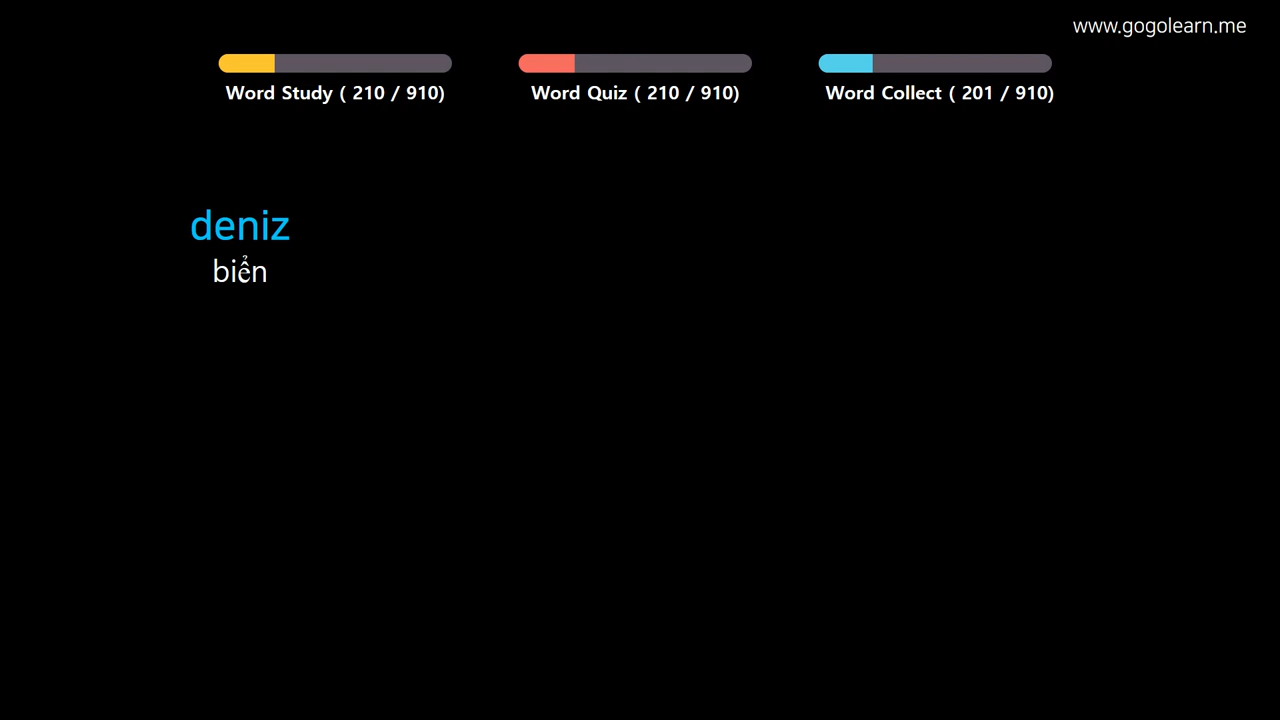 www.gogolearn.me
Word Study ( 210 / 910)
Word Quiz ( 210 / 910)
Word Collect ( 201 / 910)
deniz
biển